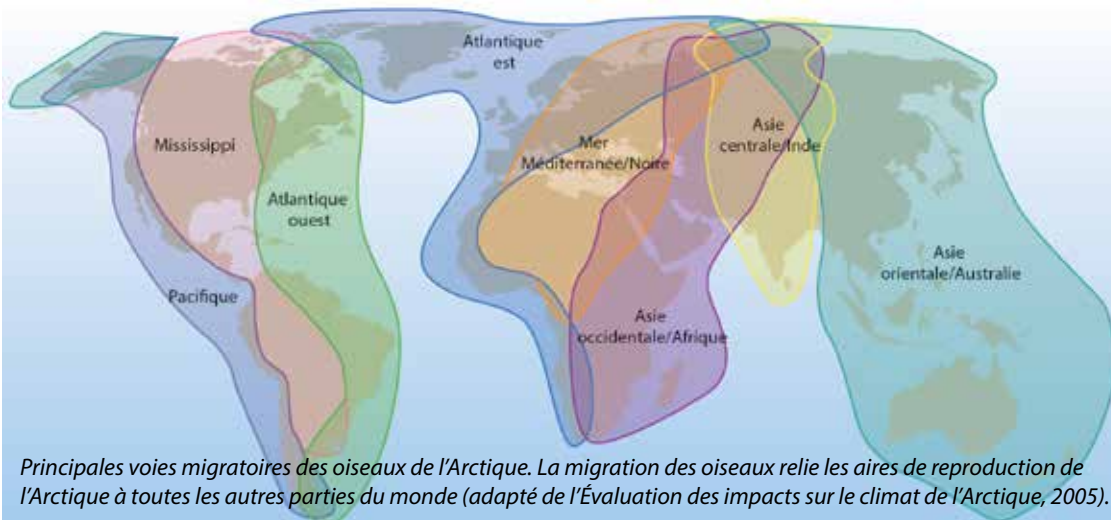 Atlantique
est
Mississippi
Mer
Méditerranée/Noire
Asie
centrale/Inde
Atlantique
ouest
Asie
orientale/Australie
Pacifique
Asie
occidentale/Afrique
Principales voies migratoires des oiseaux de l’Arctique. La migration des oiseaux relie les aires de reproduction de
l’Arctique à toutes les autres parties du monde (adapté de l’Évaluation des impacts sur le climat de l’Arctique, 2005).